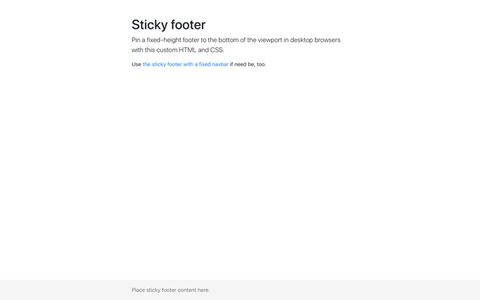 Sticky footer
Pin a fixed-height footer to the bottom of the viewport in desktop browsers
with this custom HTML and CSS.
Use the sticky footer with a fixed navbar if need be, too.
Place sticky footer content here.